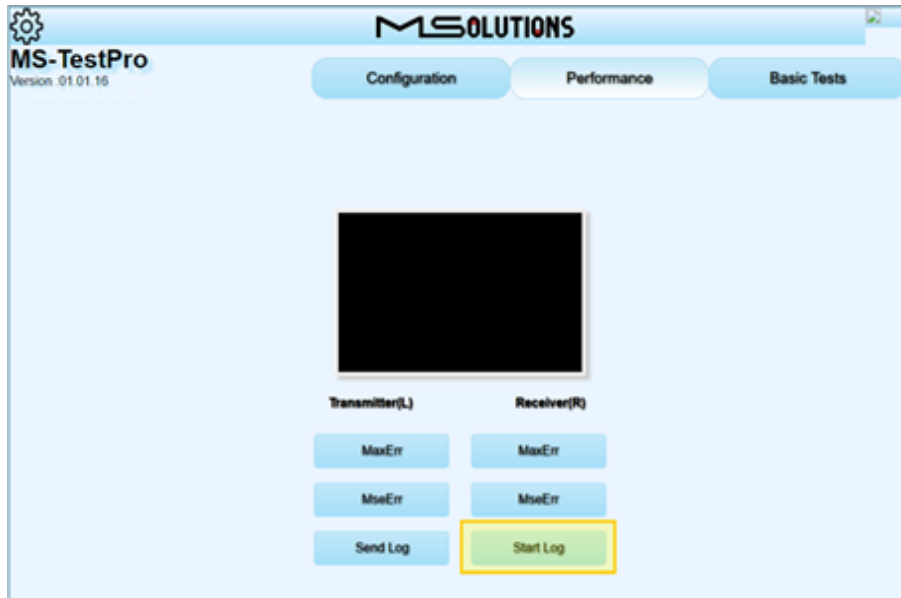 MSOLUTIONS
MS-TestPro
Version :01.01.16
Configuration
Performance
Basic Tests
Transmitter(L)
Receiver(R)
MaxErr
MaxErr
MseErr
MseErr
Send Log
Start Log